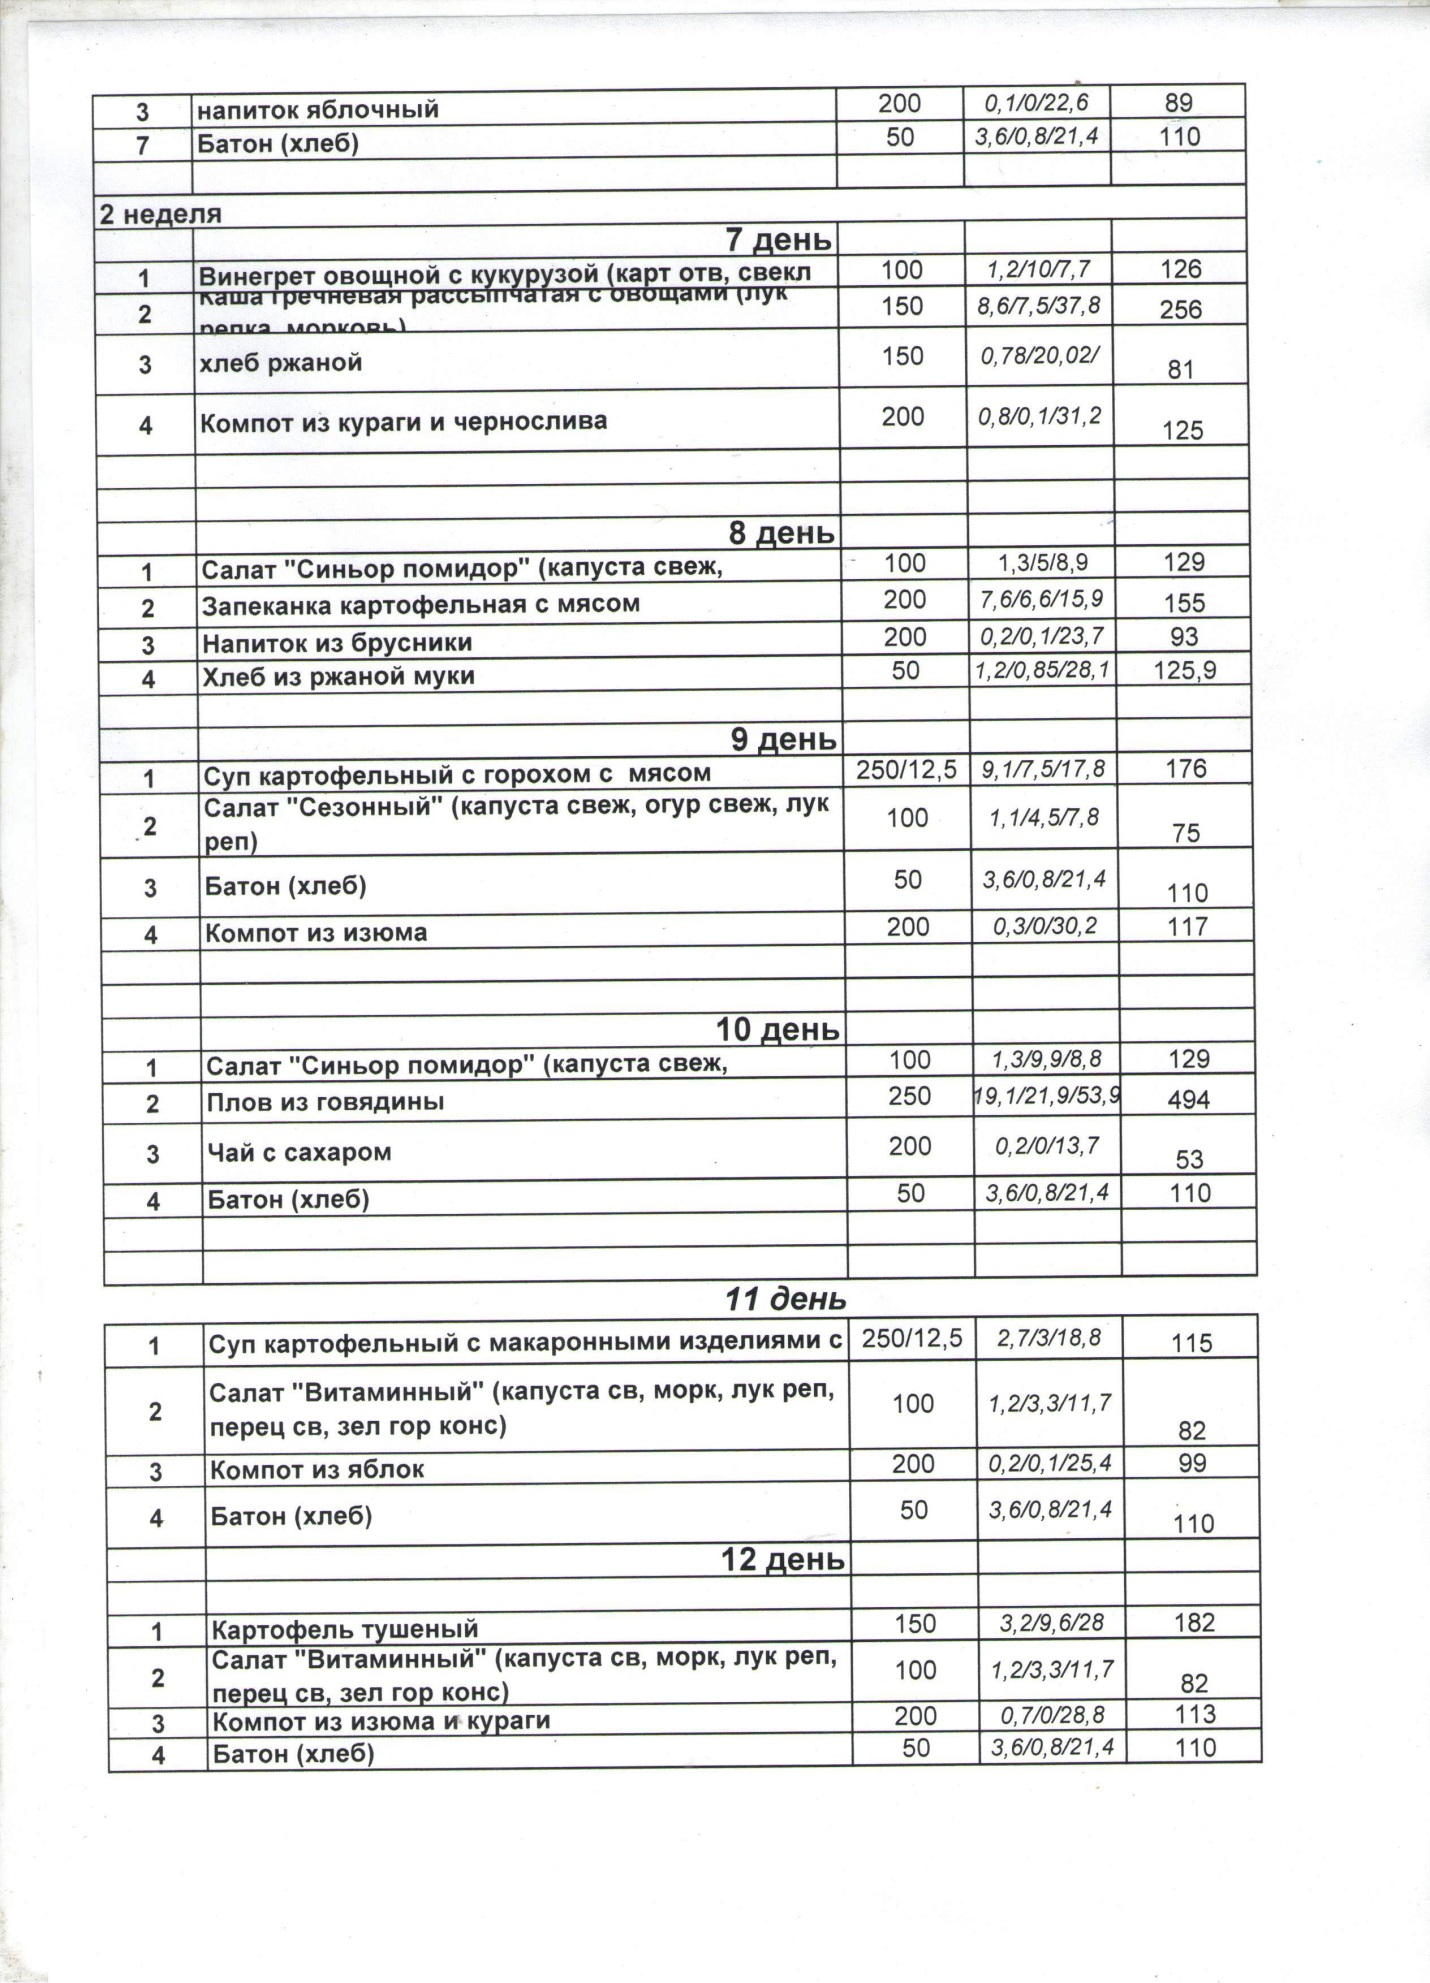 3 напиток яблочный 200 0,1/0/22,6 89
7 Батон (хлеб) 50 3,6/0,8/21,4 110
2 неделя
7 день
1 Винегрет овощной с кукурузой (карт отв, свекл 100 1,2/10/7,7 126
2 Каша гречневая рассыпчатая с овощами (лук 150 8,6/7,5/37,8 256
репка, морковь)
3 хлеб ржаной 150 0,78/20,02/ 81
4 Компот из кураги и чернослива 200 0,8/0,1/31,2 125
8 день
1 Салат "Синьор помидор" (капуста свеж, 100 1,3/5/8,9 129
2 Запеканка картофельная с мясом 200 7,6/6,6/15,9 155
3 Напиток из брусники 200 0,2/0,1/23,7 93
4 Хлеб из ржаной муки 50 1,2/0,85/28,1 125,9
9 день
1 Суп картофельный с горохом с мясом 250/12,5 9,1/7,5/17,8 176
2 Салат "Сезонный" (капуста свеж, огур свеж, лук 100 1,1/4,5/7,8 75
реп)
3 Батон (хлеб) 50 3,6/0,8/21,4 110
4 Компот из изюма 200 0,3/0/30,2 117
10 день
1 Салат "Синьор помидор" (капуста свеж, 100 1,3/9,9/8,8 129
2 Плов из говядины 250 19,1/21,9/53,9 494
3 Чай с сахаром 200 0,2/0/13,7 53
4 Батон (хлеб) 50 3,6/0,8/21,4 110
11 день
1 Суп картофельный с макаронными изделиями с 250/12,5 2,7/3/18,8 115
2 Салат "Витаминный" (капуста св, морк, лук реп, 100 1,2/3,3/11,7 82
перец св, зел гор конс)
3 Компот из яблок 200 0,2/0,1/25,4 99
4 Батон (хлеб) 50 3,6/0,8/21,4 110
12 день
1 Картофель тушеный 150 3,2/9,6/28 182
2 Салат "Витаминный" (капуста св, морк, лук реп, 100 1,2/3,3/11,7 82
перец св, зел гор конс)
3 Компот из изюма и кураги 200 0,7/0/28,8 113
4 Батон (хлеб) 50 3,6/0,8/21,4 110